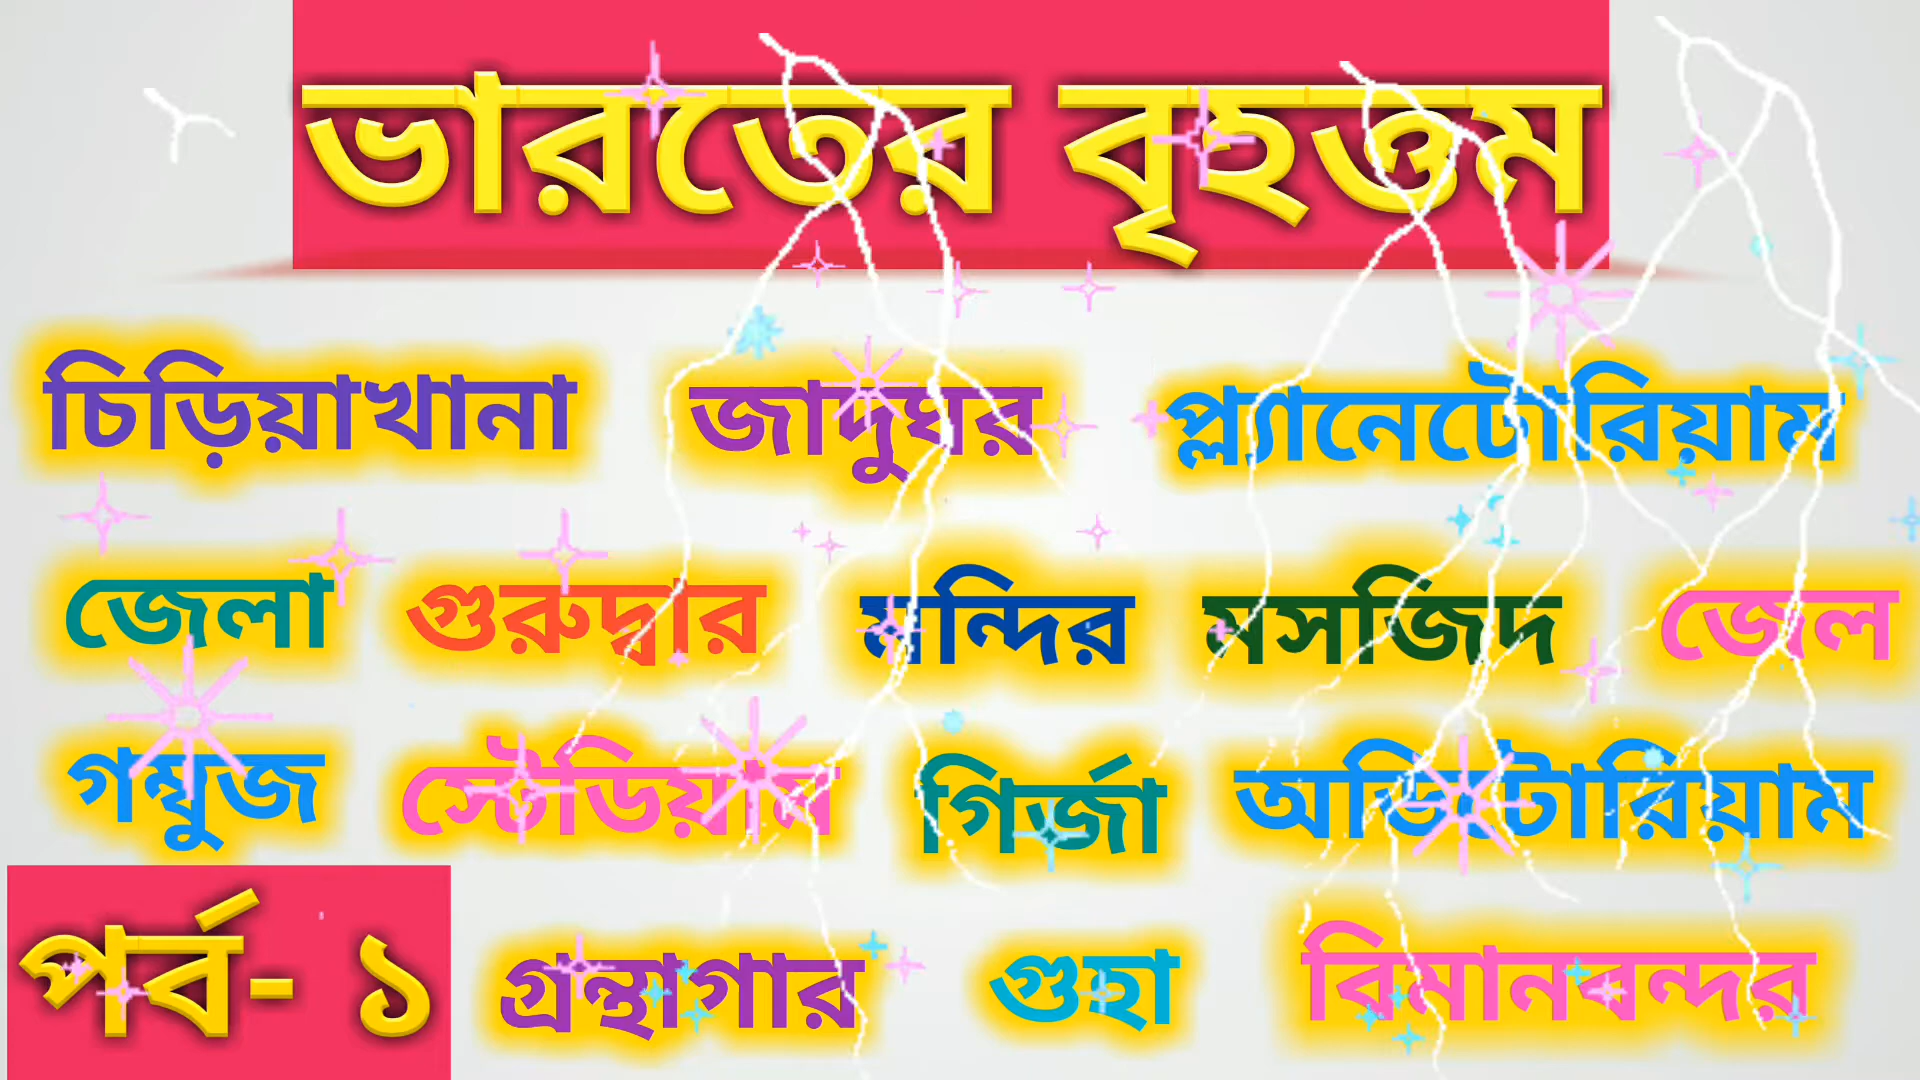 ভারতের বৃহত্তম
চিড়িয়াখানা জাদুঘর প্ল্যানেটোরিয়াম
জেলা গুরুদ্বার মন্দির মসজিদ জেল
গম্বুজ স্টেডিয়াম গির্জা অডিটোরিয়াম
পর্ব- ১ গ্রন্থাগার গুহা বিমানবন্দর